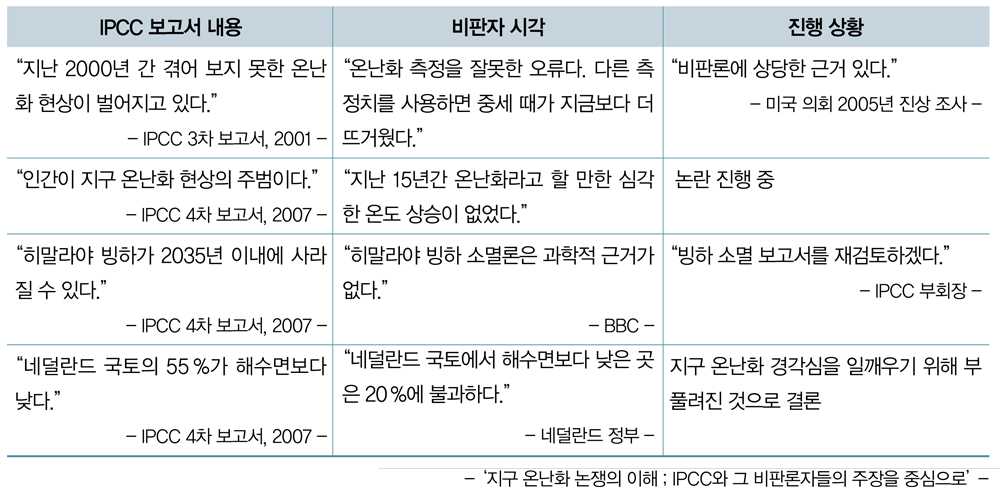 IPCC 보고서 내용
비판자 시각
진행 상황
“지난 2000년 간 겪어 보지 못한 온난
화 현상이 벌어지고 있다.”
– IPCC 3차 보고서, 2001 –
“온난화 측정을 잘못한 오류다. 다른 측
정치를 사용하면 중세 때가 지금보다 더
뜨거웠다.”
“비판론에 상당한 근거 있다.”
– 미국 의회 2005년 진상 조사 –
“인간이 지구 온난화 현상의 주범이다.”
– IPCC 4차 보고서, 2007 –
“지난 15년간 온난화라고 할 만한 심각
한 온도 상승이 없었다.”
논란 진행 중
“히말라야 빙하가 2035년 이내에 사라
질 수 있다.”
– IPCC 4차 보고서, 2007 –
“히말라야 빙하 소멸론은 과학적 근거가
없다.”
– BBC –
“빙하 소멸 보고서를 재검토하겠다.”
– IPCC 부회장 –
“네덜란드 국토의 55 %가 해수면보다
낮다.”
– IPCC 4차 보고서, 2007 –
“네덜란드 국토에서 해수면보다 낮은 곳
은 20 %에 불과하다.”
– 네덜란드 정부 –
지구 온난화 경각심을 일깨우기 위해 부
풀려진 것으로 결론
– ‘지구 온난화 논쟁의 이해 ; IPCC와 그 비판론자들의 주장을 중심으로’ –